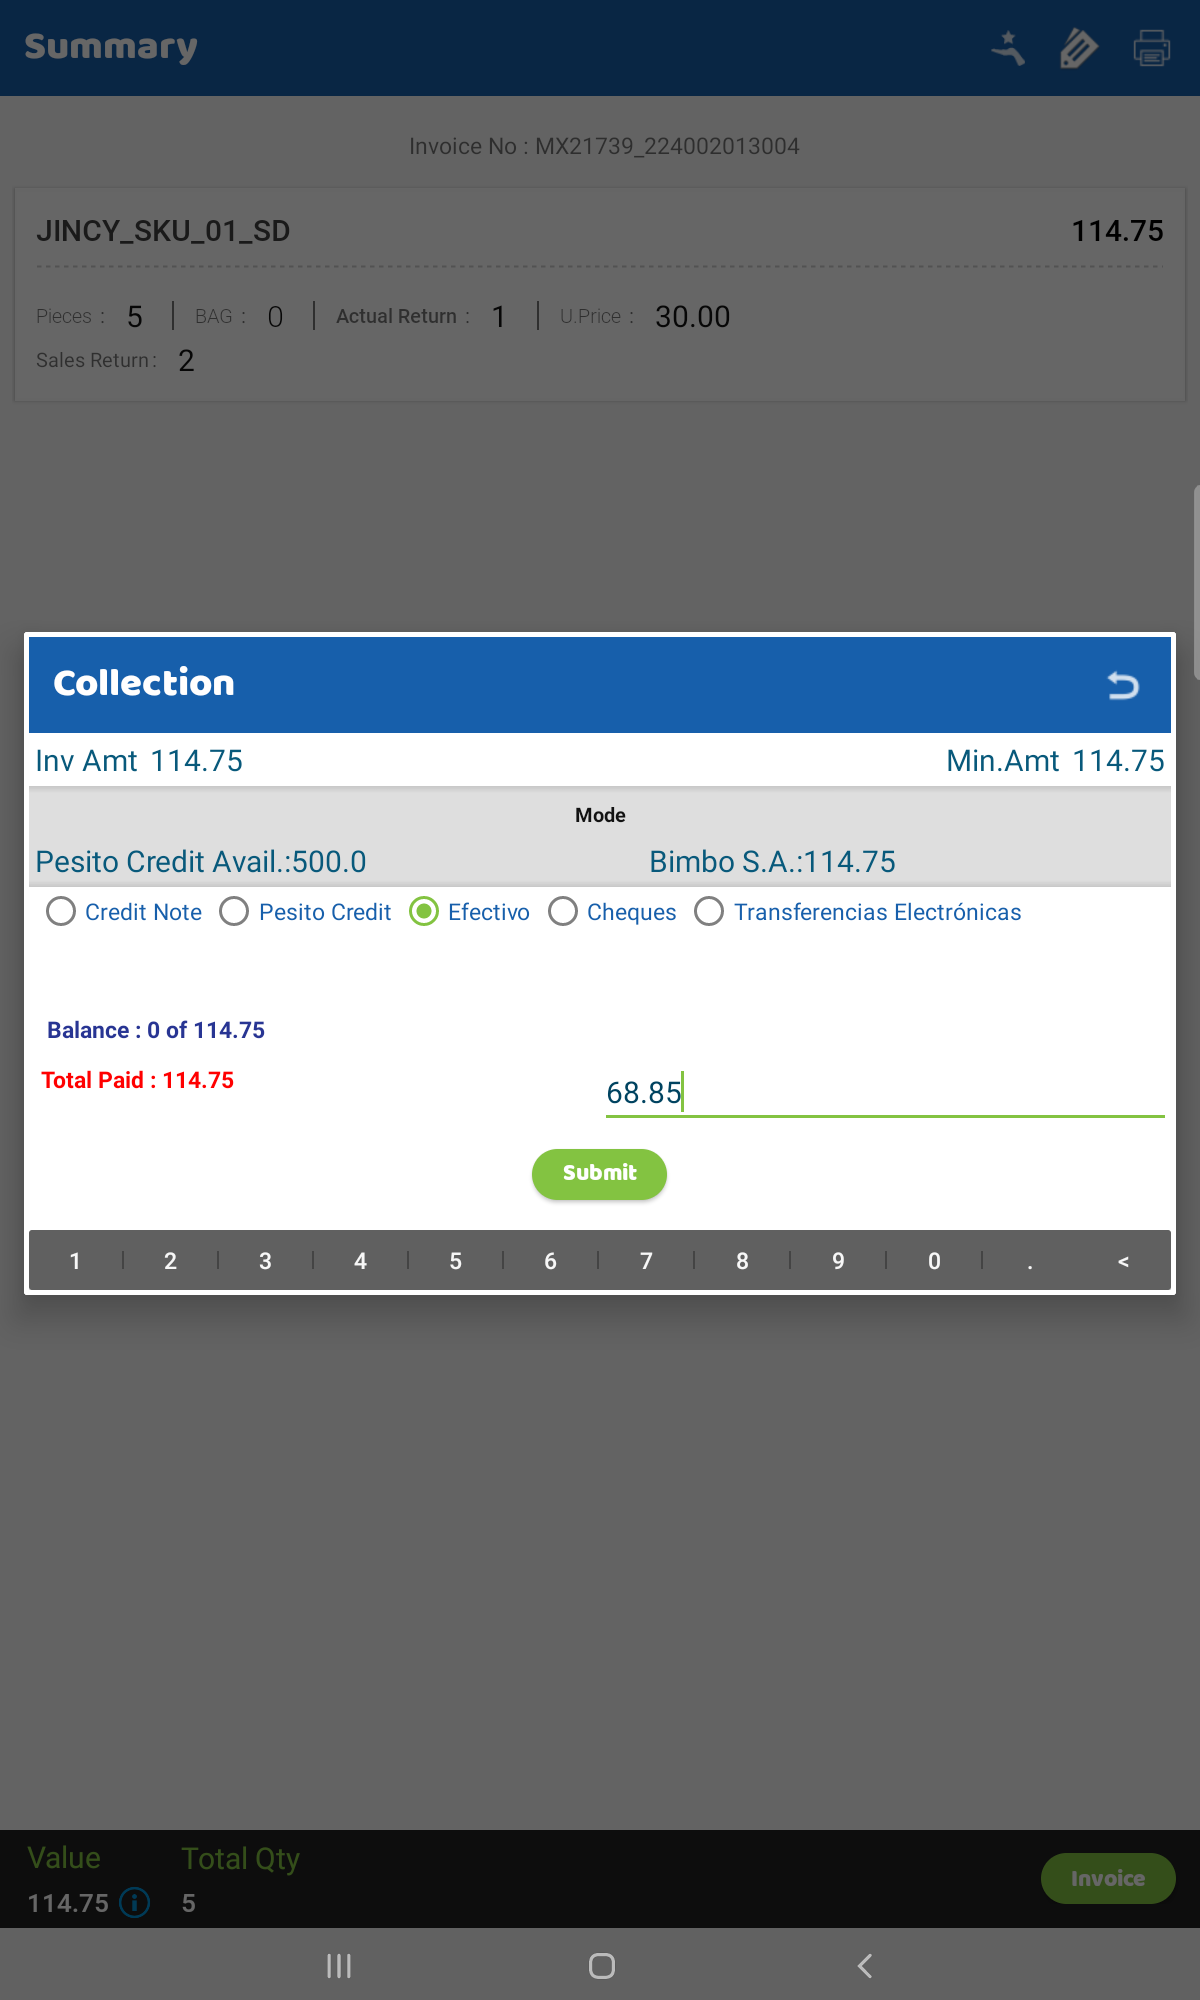 Summary
Invoice No : MX21739_224002013004
JINCY_SKU_01_SD 114.75
Pieces : 5 | BAG : 0 | Actual Return : 1 | U.Price : 30.00
Sales Return : 2
Collection
Inv Amt 114.75 Min.Amt 114.75
Mode
Pesito Credit Avail.:500.0 Bimbo S.A.:114.75
Credit Note Pesito Credit Efectivo Cheques Transferencias Electrónicas
Balance : 0 of 114.75
Total Paid : 114.75
68.85
Submit
1 | 2 | 3 | 4 | 5 | 6 | 7 | 8 | 9 | 0 | . <
Value Total Qty
114.75 5
Invoice